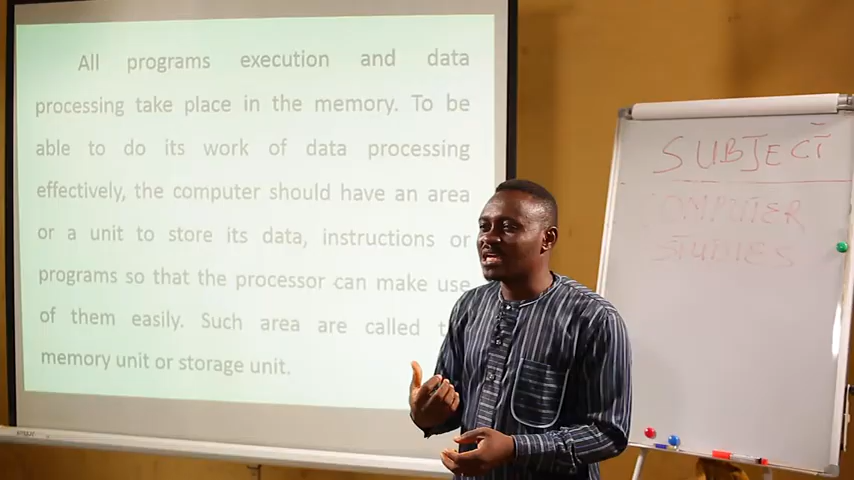 All programs execution and data
processing take place in the memory. To be
able to do its work of data processing
effectively, the computer should have an area
or a unit to store its data, instructions or
programs so that the processor can make use
of them easily. Such area are called
memory unit or storage unit.
SUBJECT
COMPUTER
STUDIES